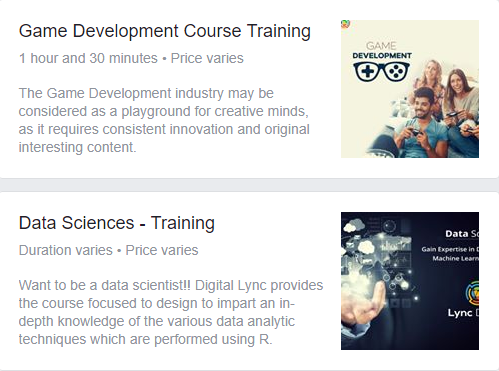 Game Development Course Training
1 hour and 30 minutes • Price varies
The Game Development industry may be
considered as a playground for creative minds,
as it requires consistent innovation and original
interesting content.
GAME
DEVELOPMENT
Data Sciences - Training
Duration varies • Price varies
Want to be a data scientist!! Digital Lync provides
the course focused to design to impart an in-
depth knowledge of the various data analytic
techniques which are performed using R.
Data Sc
Gain Expertise in D
Machine Learn
Lync D